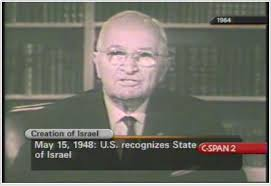 1964
Creation of Israel
May 15, 1948: U.S. recognizes State
of Israel
C-SPAN 2